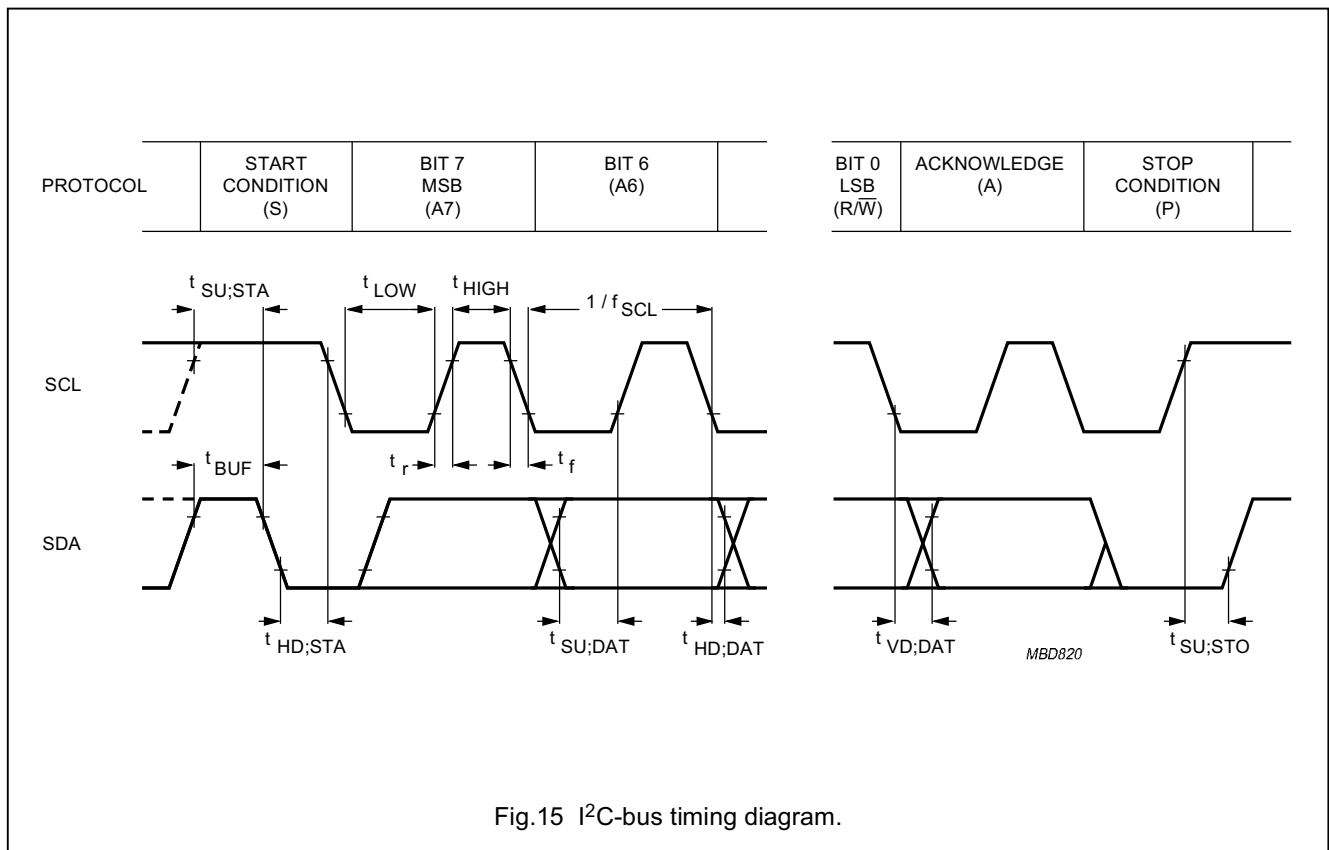 PROTOCOL
START
CONDITION
(S)
BIT 7
MSB
(A7)
BIT 6
(A6)
BIT 0
LSB
(R/W̅)
ACKNOWLEDGE
(A)
STOP
CONDITION
(P)
t SU;STA
t LOW
t HIGH
1 / f SCL
SCL
t BUF
t r
t f
SDA
t HD;STA
t SU;DAT
t HD;DAT
t VD;DAT
MBD820
t SU;STO
Fig.15 I²C-bus timing diagram.